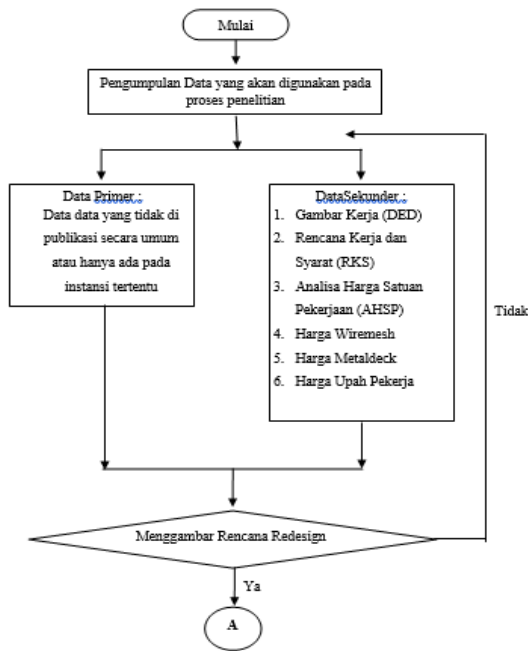 Mulai
Pengumpulan Data yang akan digunakan pada
proses penelitian
Data Primer :
Data data yang tidak di
publikasi secara umum
atau hanya ada pada
instansi tertentu
DataSekunder :
1. Gambar Kerja (DED)
2. Rencana Kerja dan
Syarat (RKS)
3. Analisa Harga Satuan
Pekerjaan (AHSP)
4. Harga Wiremesh
5. Harga Metaldeck
6. Harga Upah Pekerja
Tidak
Menggambar Rencana Redesign
Ya
A